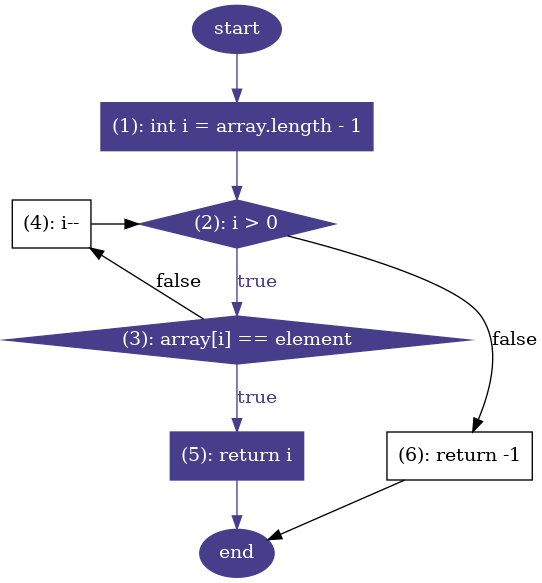 start
(1): int i = array.length - 1
(4): i--
(2): i > 0
false
true
(3): array[i] == element
false
true
(5): return i
(6): return -1
end